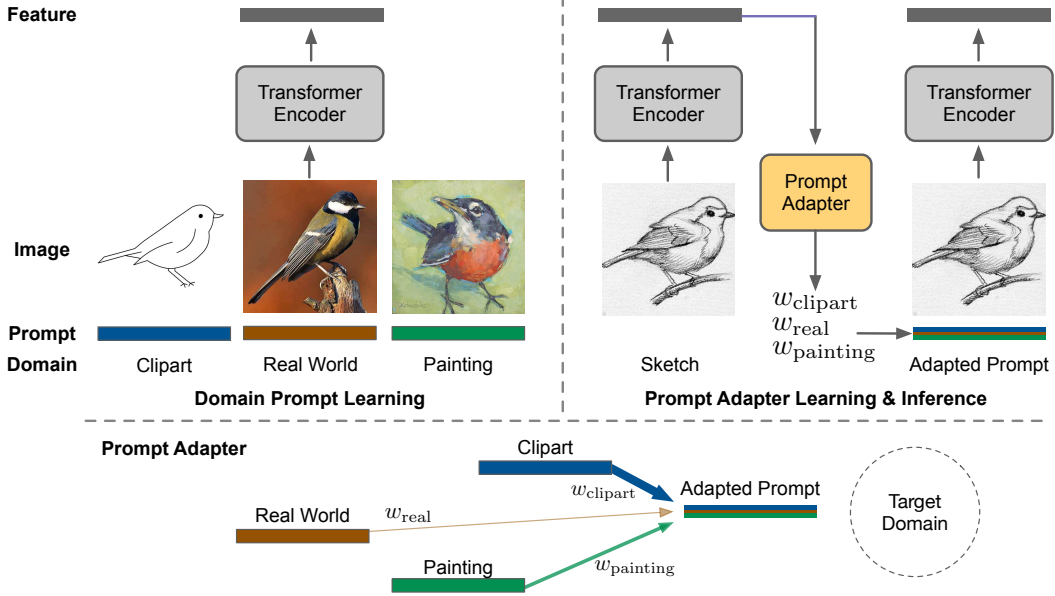 Feature
Transformer
Encoder
Transformer
Encoder
Transformer
Encoder
Prompt
Adapter
Image
w_clipart
w_real
w_painting
Prompt
Domain
Clipart
Real World
Painting
Sketch
Adapted Prompt
Domain Prompt Learning
Prompt Adapter Learning & Inference
Prompt Adapter
Clipart
w_clipart
Adapted Prompt
Real World
w_real
Target
Domain
Painting
w_painting